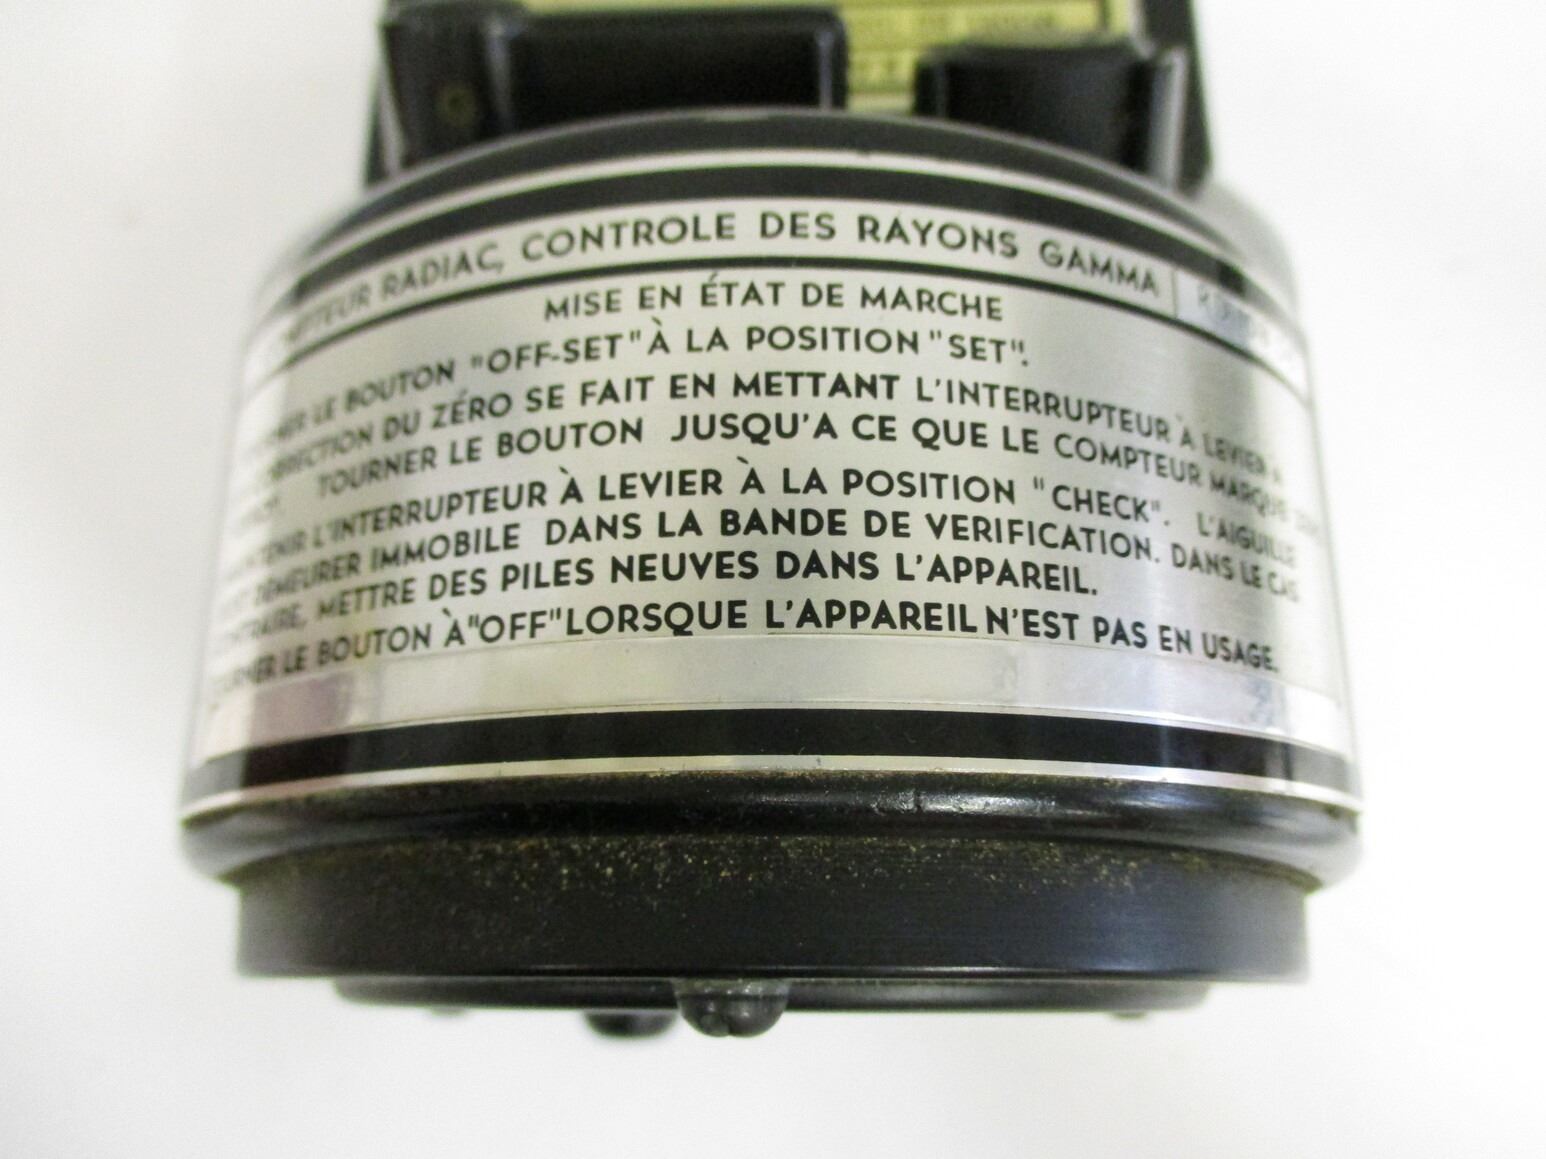 RADIAC, CONTROLE DES RAYONS GAMMA
MISE EN ÉTAT DE MARCHE
LE BOUTON "OFF-SET" À LA POSITION "SET".
DU ZÉRO SE FAIT EN METTANT L'INTERRUPTEUR À LEVIER À
TOURNER LE BOUTON JUSQU'A CE QUE LE COMPTEUR MARQUE
L'INTERRUPTEUR À LEVIER À LA POSITION "CHECK". L'AIGUILLE
DEMEURER IMMOBILE DANS LA BANDE DE VERIFICATION. DANS LE CAS
CONTRAIRE, METTRE DES PILES NEUVES DANS L'APPAREIL.
LE BOUTON À "OFF" LORSQUE L'APPAREIL N'EST PAS EN USAGE.